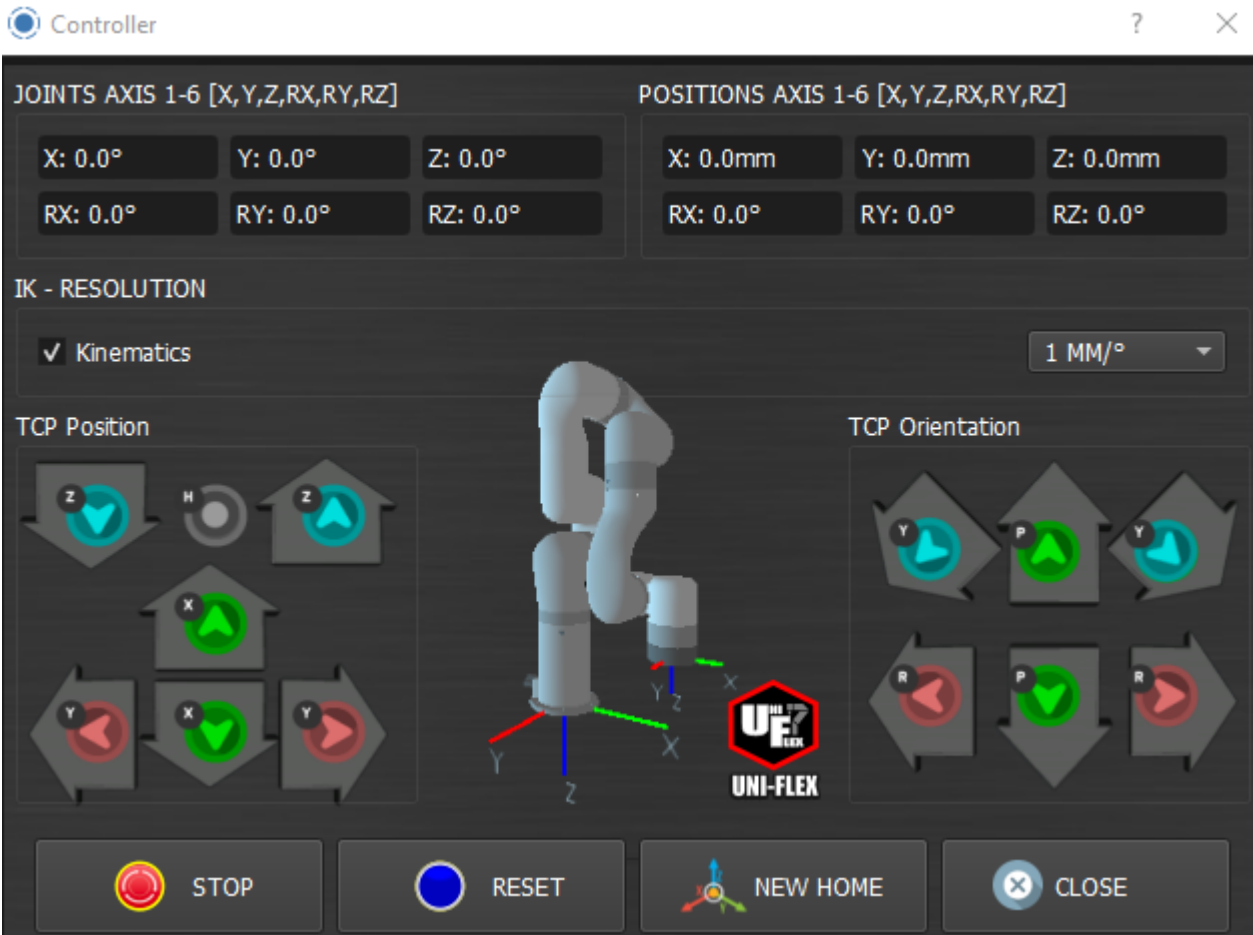 Controller
?
JOINTS AXIS 1-6 [X,Y,Z,RX,RY,RZ]
POSITIONS AXIS 1-6 [X,Y,Z,RX,RY,RZ]
X: 0.0° Y: 0.0° Z: 0.0°
X: 0.0mm Y: 0.0mm Z: 0.0mm
RX: 0.0° RY: 0.0° RZ: 0.0°
RX: 0.0° RY: 0.0° RZ: 0.0°
IK - RESOLUTION
Kinematics
1 MM/°
TCP Position
Z H Z
X
Y X Y
TCP Orientation
Y P Y
R P R
Y Z X
Y X
Z
UNI
FLEX
UNI-FLEX
STOP RESET NEW HOME CLOSE